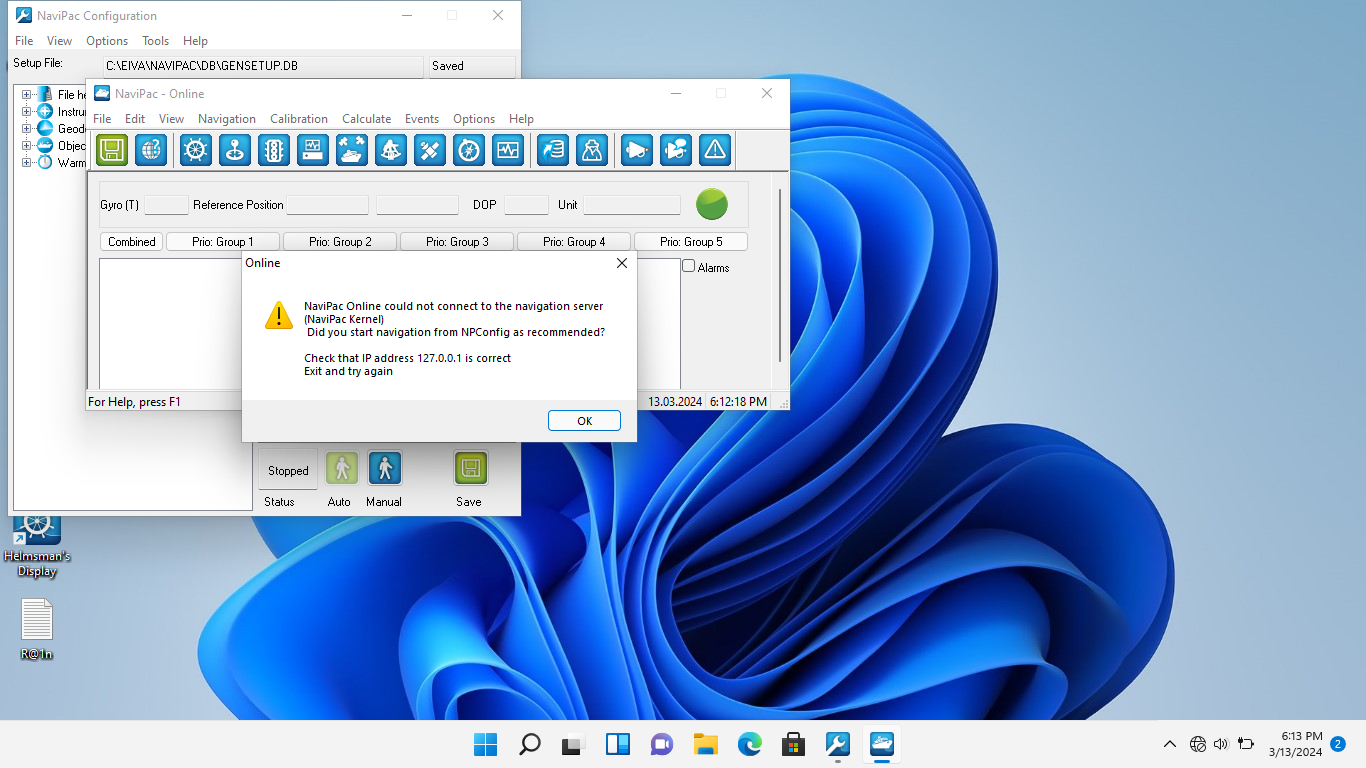 NaviPac Configuration
File View Options Tools Help
Setup File: C:\EIVA\NAVIPAC\DB\GENSETUP.DB Saved
File he
Instru
Geod
Objec
Warm
NaviPac - Online
File Edit View Navigation Calibration Calculate Events Options Help
Gyro (T) Reference Position DOP Unit
Combined Prio: Group 1 Prio: Group 2 Prio: Group 3 Prio: Group 4 Prio: Group 5
Alarms
Online
NaviPac Online could not connect to the navigation server
(NaviPac Kernel)
Did you start navigation from NPConfig as recommended?
Check that IP address 127.0.0.1 is correct
Exit and try again
OK
For Help, press F1 13.03.2024 6:12:18 PM
Stopped
Status Auto Manual Save
Helmsman's
Display
R@1n
6:13 PM
3/13/2024
2